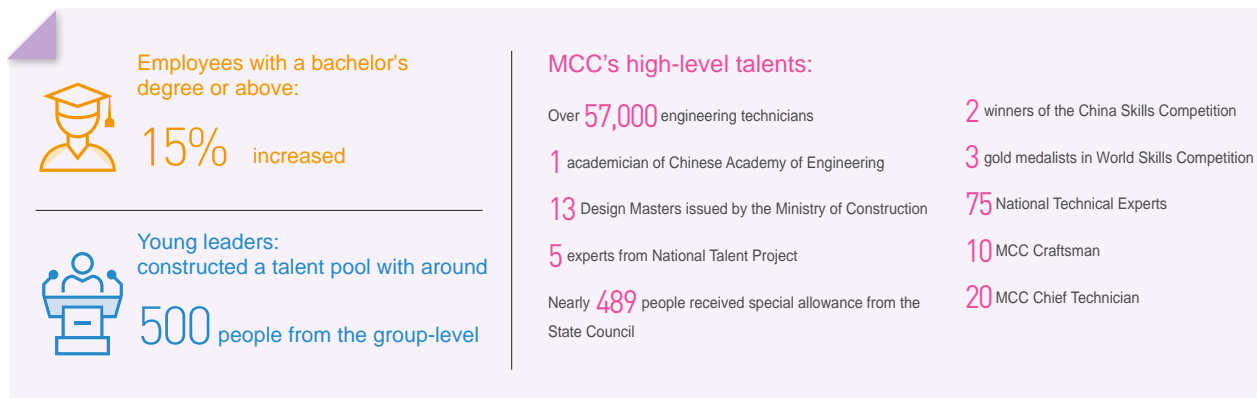 Employees with a bachelor's
degree or above:
15% increased
Young leaders:
constructed a talent pool with around
500 people from the group-level
MCC's high-level talents:
Over 57,000 engineering technicians
1 academician of Chinese Academy of Engineering
13 Design Masters issued by the Ministry of Construction
5 experts from National Talent Project
Nearly 489 people received special allowance from the
State Council
2 winners of the China Skills Competition
3 gold medalists in World Skills Competition
75 National Technical Experts
10 MCC Craftsman
20 MCC Chief Technician